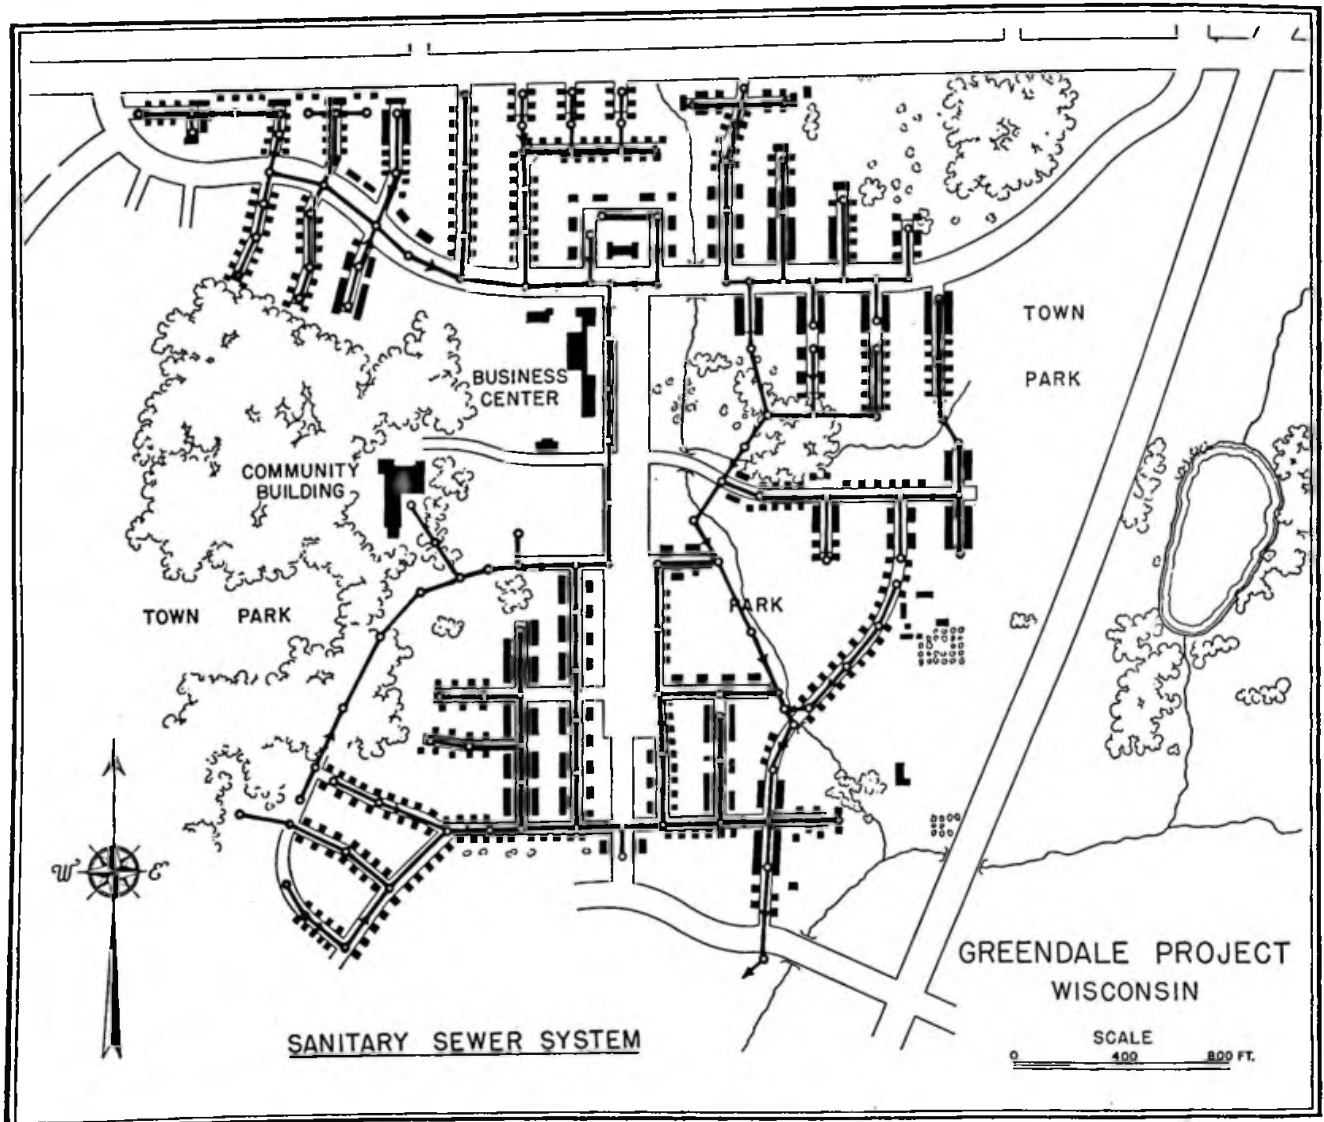 TOWN
PARK
BUSINESS
CENTER
COMMUNITY
BUILDING
TOWN PARK
PARK
W E
GREENDALE PROJECT
WISCONSIN
SANITARY SEWER SYSTEM
SCALE
0 400 800 FT.